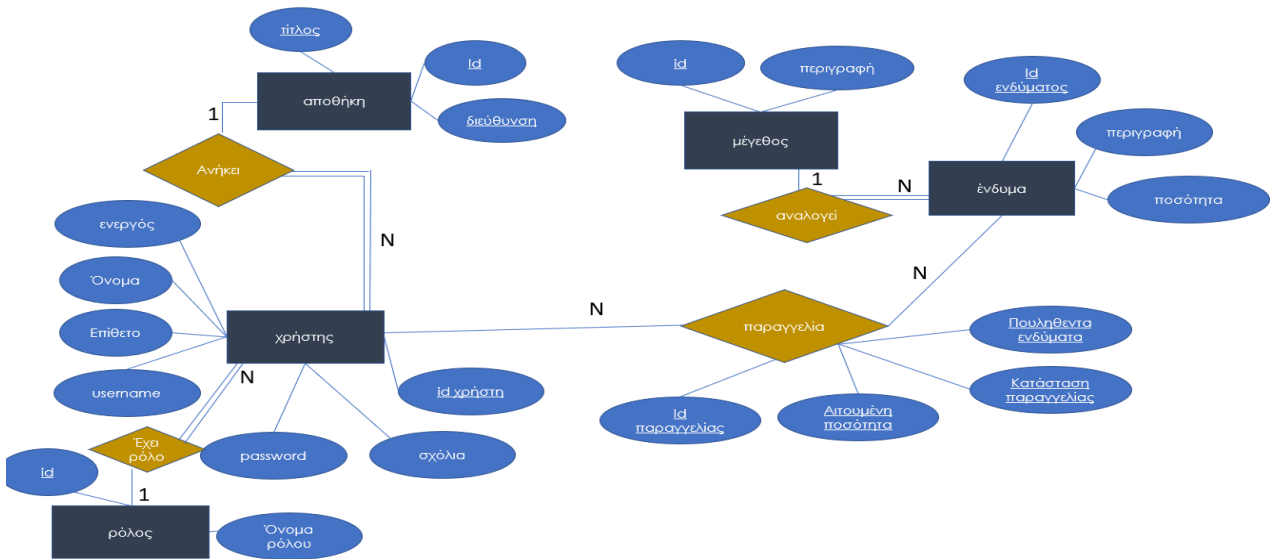 τίτλος
Id
αποθήκη
διεύθυνση
1
Ανήκει
N
id
περιγραφή
μέγεθος
1
αναλογεί
N
Id
ενδύματος
περιγραφή
ένδυμα
ποσότητα
N
ενεργός
Όνομα
Επίθετο
username
χρήστης
N
N
παραγγελία
Πουληθεντα
ενδύματα
Κατάσταση
παραγγελίας
Αιτουμένη
ποσότητα
Id
παραγγελίας
id χρήστη
σχόλια
password
Έχει
ρόλο
id
1
ρόλος
Όνομα
ρόλου